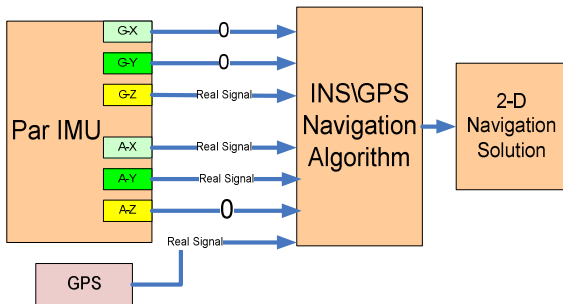 G-X
0
G-Y
0
G-Z
Real Signal
Par IMU
A-X
Real Signal
A-Y
Real Signal
A-Z
0
Real Signal
GPS
INS\GPS
Navigation
Algorithm
2-D
Navigation
Solution